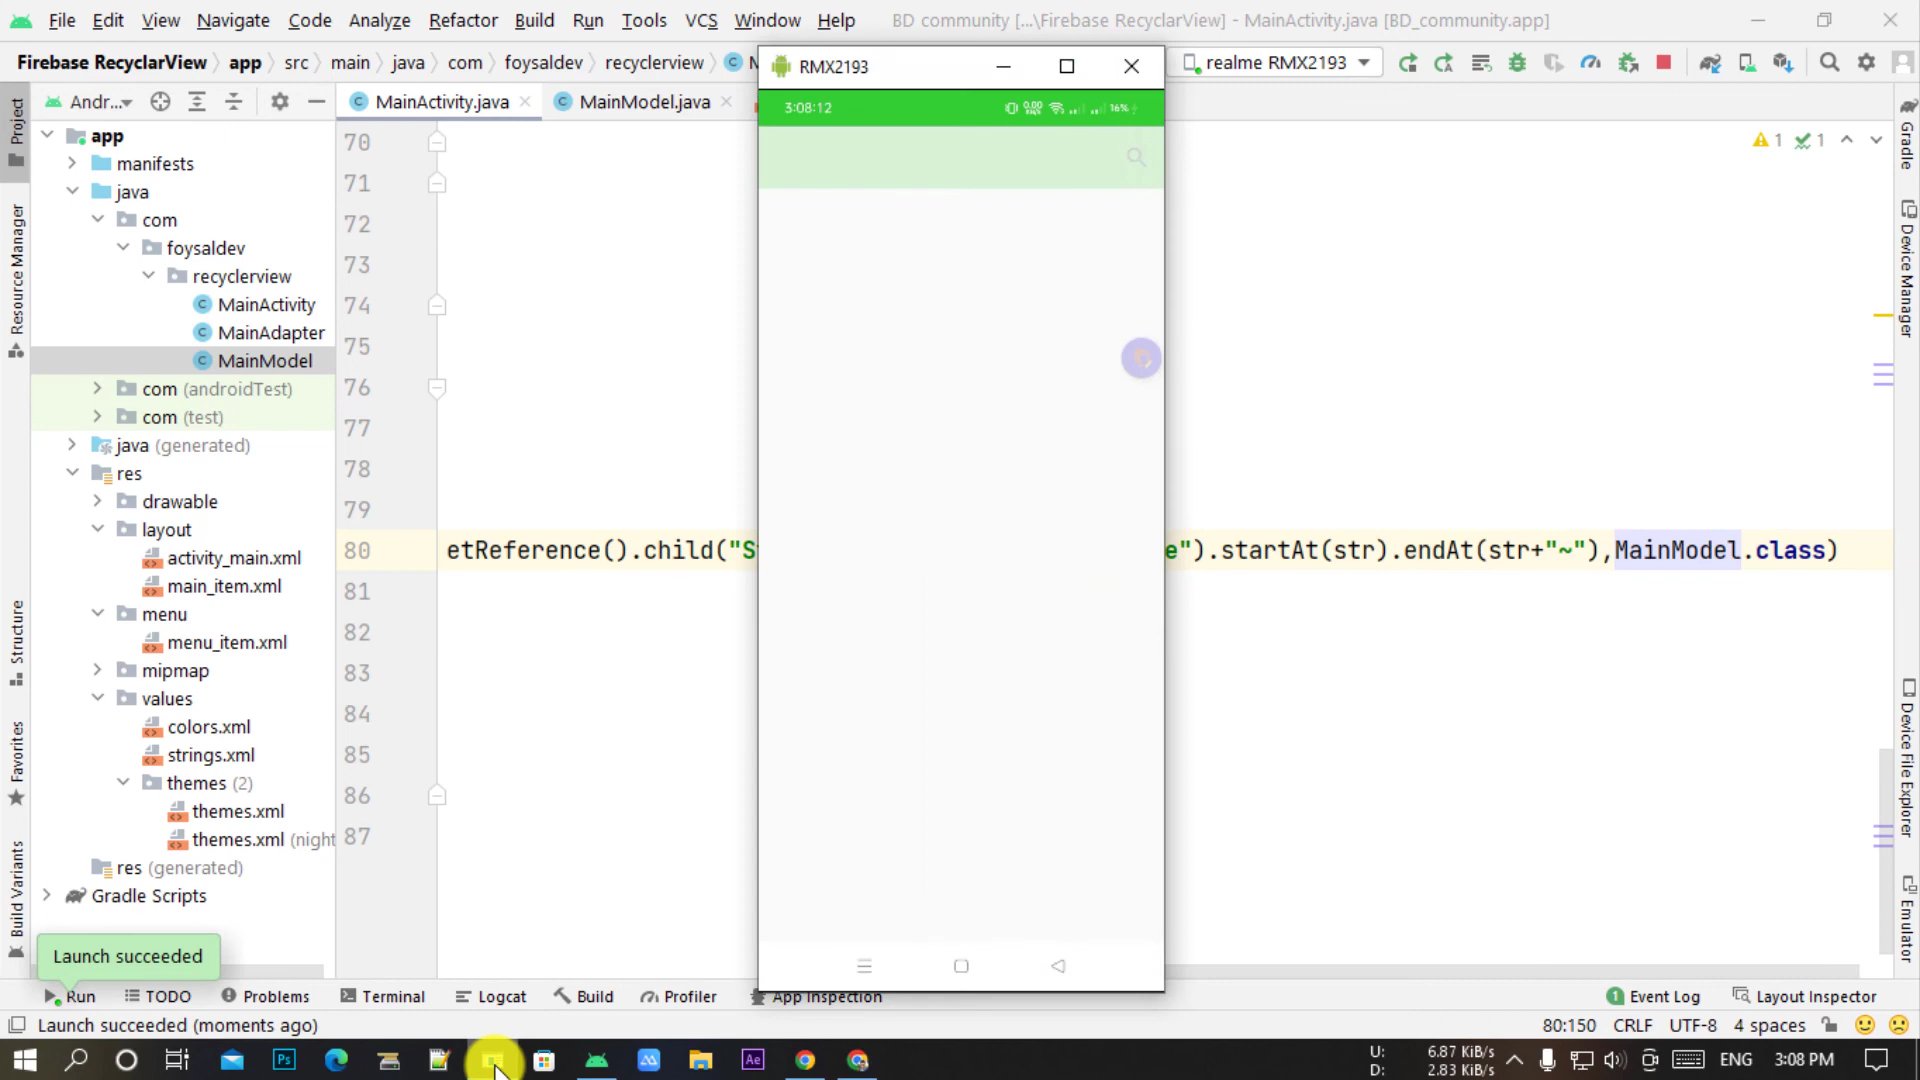 File Edit View Navigate Code Analyze Refactor Build Run Tools VCS Window Help BD community [...\Firebase RecyclarView] - MainActivity.java [BD_community.app]
Firebase RecyclarView app src main java com foysaldev recyclerview
RMX2193
realme RMX2193
Andr...
MainActivity.java
MainModel.java
3:08:12
0.00
16%
Project
Resource Manager
Structure
Favorites
Build Variants
app
manifests
java
com
foysaldev
recyclerview
MainActivity
MainAdapter
MainModel
com (androidTest)
com (test)
java (generated)
res
drawable
layout
activity_main.xml
main_item.xml
menu
menu_item.xml
mipmap
values
colors.xml
strings.xml
themes (2)
themes.xml
themes.xml (night
res (generated)
Gradle Scripts
70
71
72
73
74
75
76
77
78
79
80 etReference().child("S e").startAt(str).endAt(str+"~"),MainModel.class)
81
82
83
84
85
86
87
1 1
Gradle
Device Manager
Device File Explorer
Emulator
Launch succeeded
Run TODO Problems Terminal Logcat Build Profiler App Inspection
1 Event Log Layout Inspector
Launch succeeded (moments ago)
80:150 CRLF UTF-8 4 spaces
Ps
Ae
U: 6.87 KiB/s
D: 2.83 KiB/s
ENG 3:08 PM